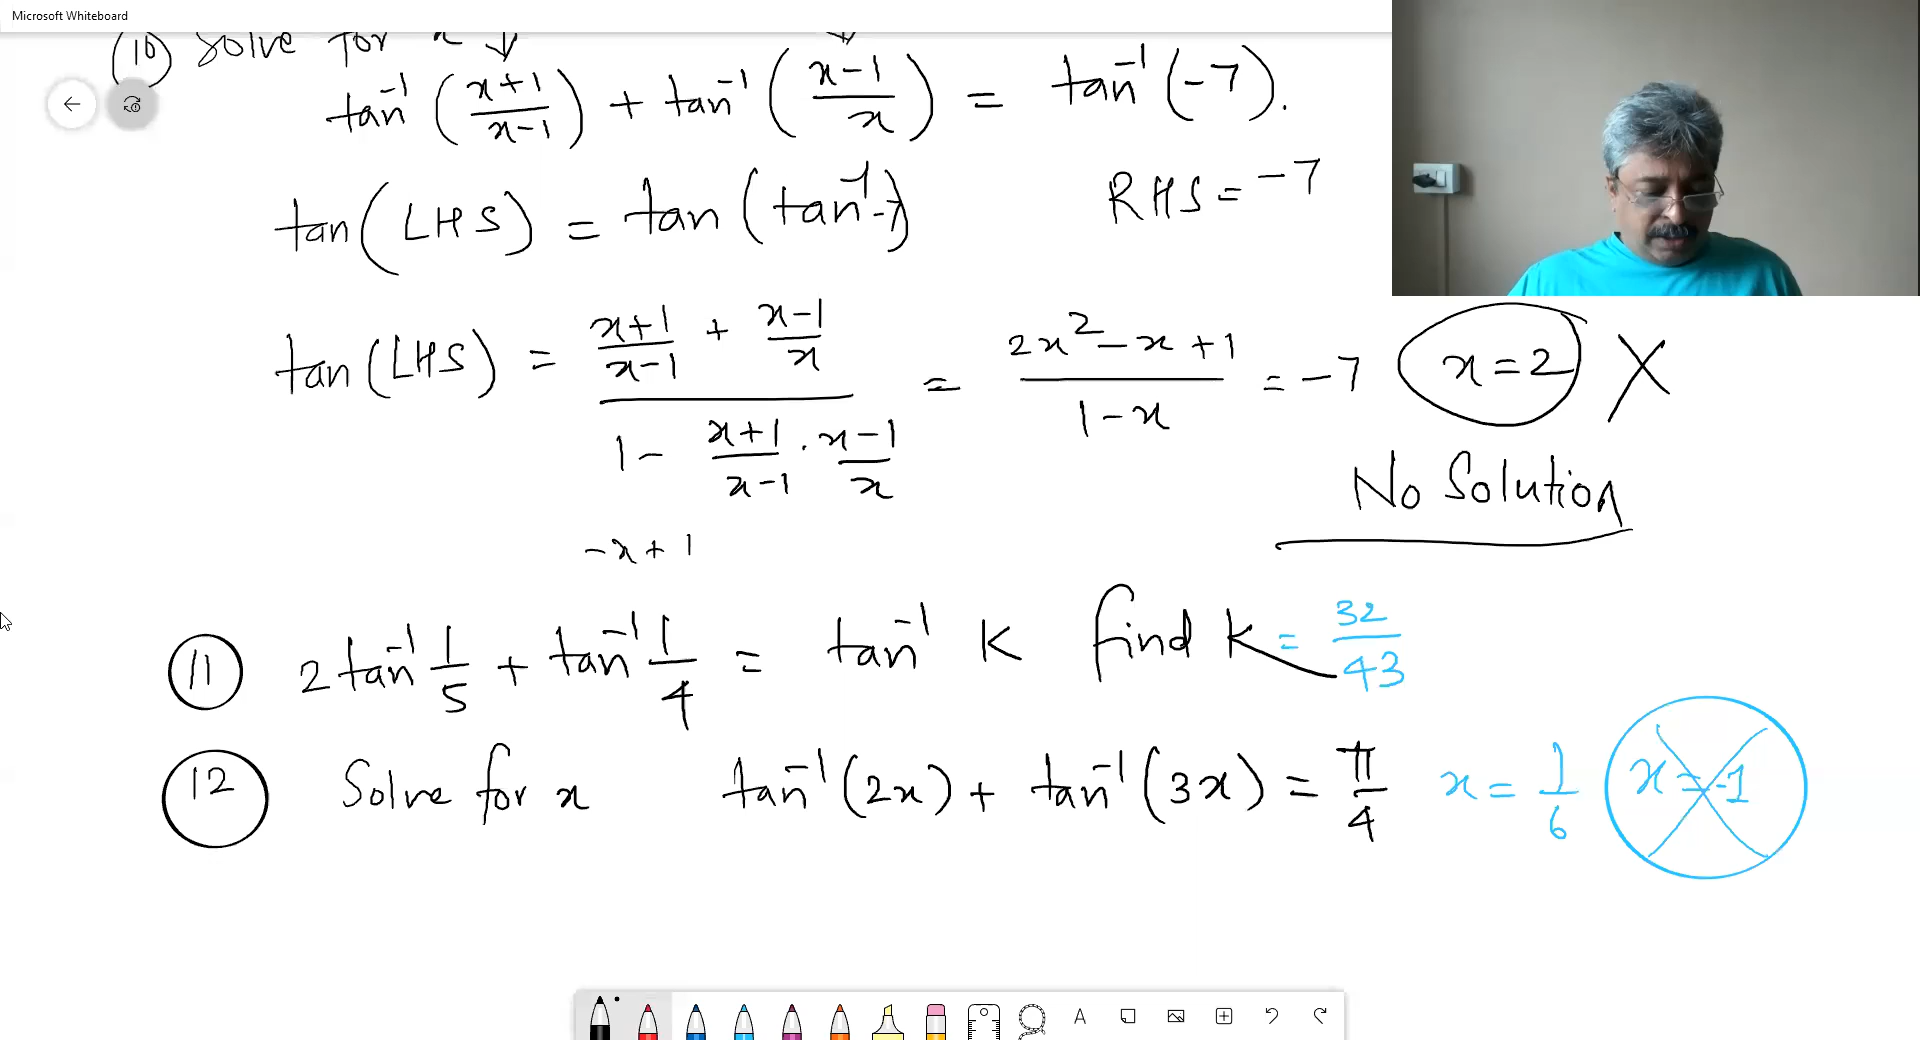 Microsoft Whiteboard
(10) Solve for x
tan⁻¹((x+1)/(x-1)) + tan⁻¹((x-1)/x) = tan⁻¹(-7).
tan(LHS) = tan(tan⁻¹-7) RHS = -7
tan(LHS) = ((x+1)/(x-1) + (x-1)/x)/(1 - (x+1)/(x-1) . (x-1)/x) = (2x² - x + 1)/(1-x) = -7 x = 2 X
No Solution
-x + 1
11 2 tan⁻¹ 1/5 + tan⁻¹ 1/4 = tan⁻¹ K find K = 32/43
12 Solve for x tan⁻¹(2x) + tan⁻¹(3x) = π/4 x = 1/6 x = -1
A